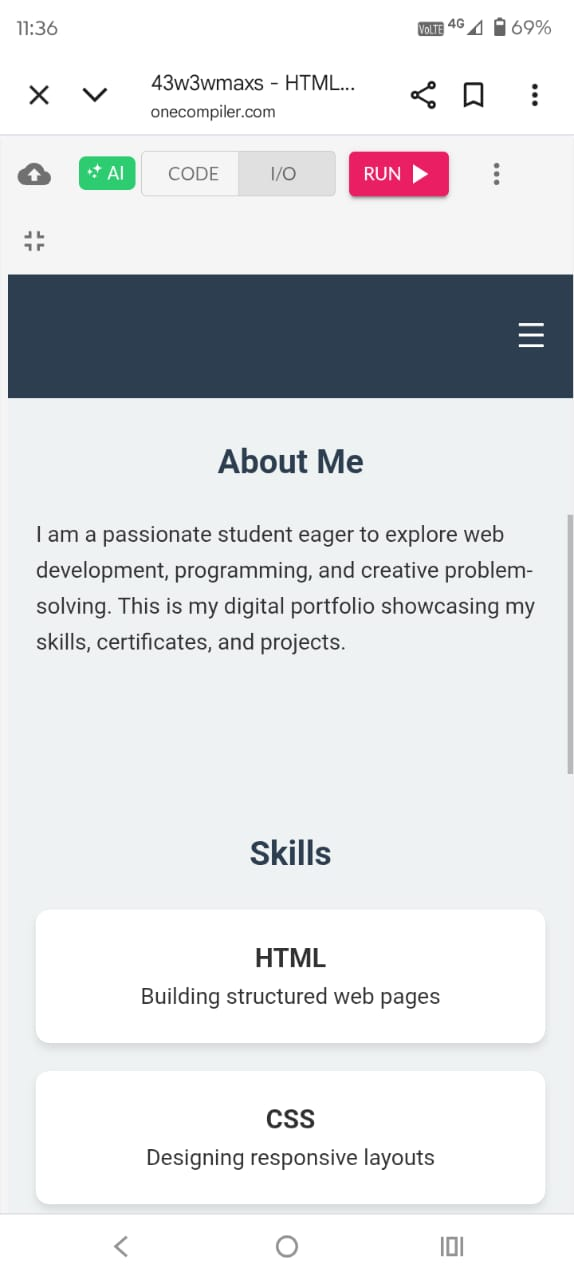 11:36
VoLTE 4G 69%
43w3wmaxs - HTML...
onecompiler.com
AI
CODE
I/O
RUN
About Me
I am a passionate student eager to explore web
development, programming, and creative problem-
solving. This is my digital portfolio showcasing my
skills, certificates, and projects.
Skills
HTML
Building structured web pages
CSS
Designing responsive layouts